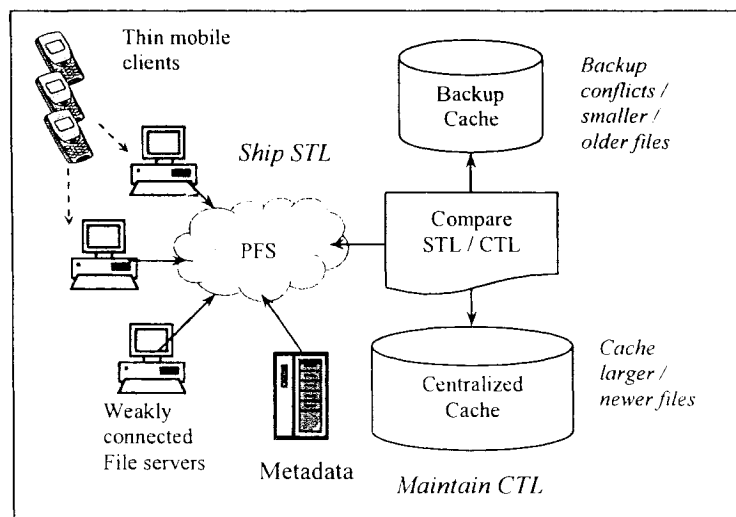 Thin mobile
clients
Ship STL
Backup
Cache
Backup
conflicts /
smaller /
older files
PFS
Compare
STL / CTL
Weakly
connected
File servers
Metadata
Centralized
Cache
Cache
larger /
newer files
Maintain CTL